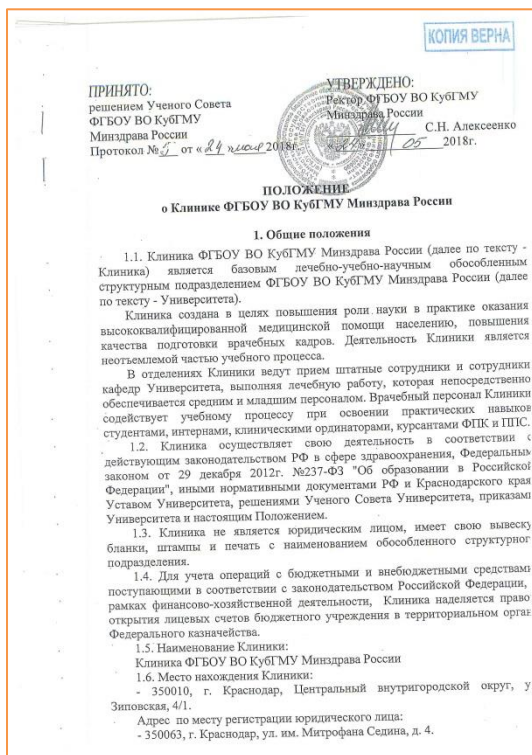 КОПИЯ ВЕРНА
ПРИНЯТО:
решением Ученого Совета
ФГБОУ ВО КубГМУ
Минздрава России
Протокол № 5 от « 24 » мая 2018г.
УТВЕРЖДЕНО:
Ректор ФГБОУ ВО КубГМУ
Минздрава России
С.Н. Алексеенко
05 2018г.
ПОЛОЖЕНИЕ
о Клинике ФГБОУ ВО КубГМУ Минздрава России
1. Общие положения
1.1. Клиника ФГБОУ ВО КубГМУ Минздрава России (далее по тексту -
Клиника) является базовым лечебно-учебно-научным обособленным
структурным подразделением ФГБОУ ВО КубГМУ Минздрава России (далее
по тексту - Университета).
Клиника создана в целях повышения роли науки в практике оказания
высококвалифицированной медицинской помощи населению, повышения
качества подготовки врачебных кадров. Деятельность Клиники является
неотъемлемой частью учебного процесса.
В отделениях Клиники ведут прием штатные сотрудники и сотрудники
кафедр Университета, выполняя лечебную работу, которая непосредственно
обеспечивается средним и младшим персоналом. Врачебный персонал Клиники
содействует учебному процессу при освоении практических навыков
студентами, интернами, клиническими ординаторами, курсантами ФПК и ППС.
1.2. Клиника осуществляет свою деятельность в соответствии с
действующим законодательством РФ в сфере здравоохранения, Федеральным
законом от 29 декабря 2012г. №237-ФЗ "Об образовании в Российской
Федерации", иными нормативными документами РФ и Краснодарского края
Уставом Университета, решениями Ученого Совета Университета, приказам
Университета и настоящим Положением.
1.3. Клиника не является юридическим лицом, имеет свою вывеску
бланки, штампы и печать с наименованием обособленного структурног
подразделения.
1.4. Для учета операций с бюджетными и внебюджетными средствами
поступающими в соответствии с законодательством Российской Федерации,
рамках финансово-хозяйственной деятельности, Клиника наделяется право
открытия лицевых счетов бюджетного учреждения в территориальном орган
Федерального казначейства.
1.5. Наименование Клиники:
Клиника ФГБОУ ВО КубГМУ Минздрава России
1.6. Место нахождения Клиники:
- 350010, г. Краснодар, Центральный внутригородской округ, у
Зиповская, 4/1.
Адрес по месту регистрации юридического лица:
- 350063, г. Краснодар, ул. им. Митрофана Седина, д. 4.